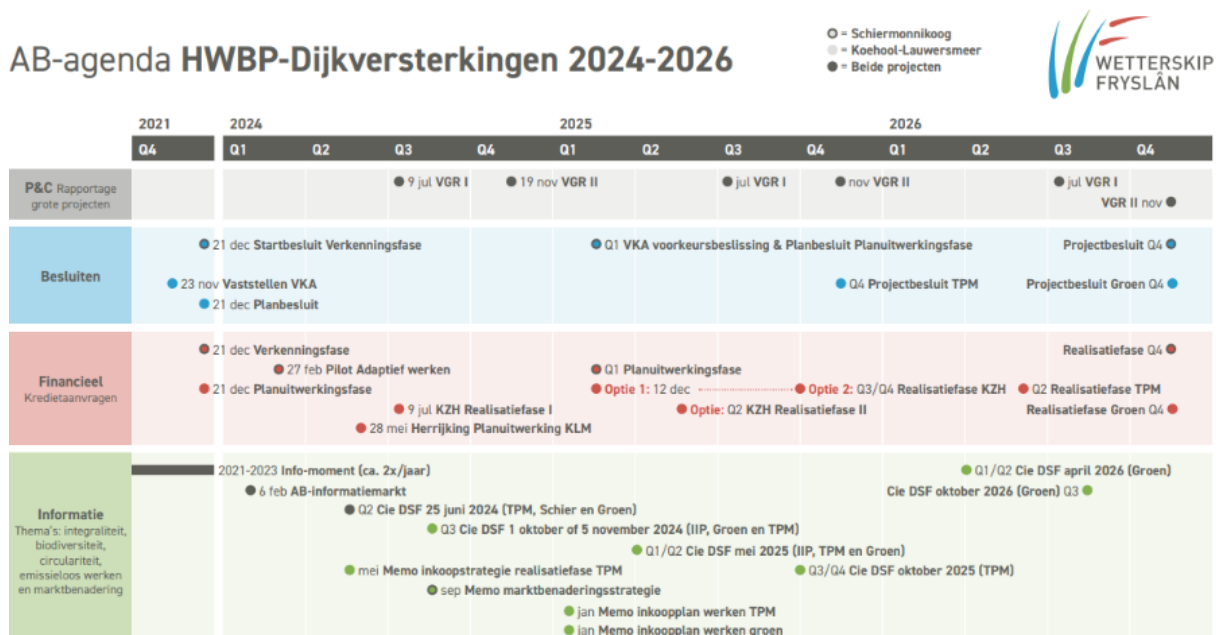 AB-agenda HWBP-Dijkversterkingen 2024-2026
= Schiermonnikoog
= Koehool-Lauwersmeer
= Beide projecten
WETTERSKIP
FRYSLÂN
2021 2024 2025 2026
Q4 Q1 Q2 Q3 Q4 Q1 Q2 Q3 Q4 Q1 Q2 Q3 Q4
P&C Rapportage
grote projecten
9 jul VGR I
19 nov VGR II
jul VGR I
nov VGR II
jul VGR I
VGR II nov
Besluiten
21 dec Startbesluit Verkenningsfase
Q1 VKA voorkeursbeslissing & Planbesluit Planuitwerkingsfase
Projectbesluit Q4
23 nov Vaststellen VKA
Q4 Projectbesluit TPM
Projectbesluit Groen Q4
21 dec Planbesluit
Financieel
Kredietaanvragen
21 dec Verkenningsfase
Realisatiefase Q4
27 feb Pilot Adaptief werken
Q1 Planuitwerkingsfase
21 dec Planuitwerkingsfase
Optie 1: 12 dec
Optie 2: Q3/Q4 Realisatiefase KZH
Q2 Realisatiefase TPM
9 jul KZH Realisatiefase I
Optie: Q2 KZH Realisatiefase II
Realisatiefase Groen Q4
28 mei Herrijking Planuitwerking KLM
Informatie
Thema's: integraliteit,
biodiversiteit,
circulariteit,
emissieloos werken
en marktbenadering
2021-2023 Info-moment (ca. 2x/jaar)
Q1/Q2 Cie DSF april 2026 (Groen)
6 feb AB-informatiemarkt
Cie DSF oktober 2026 (Groen) Q3
Q2 Cie DSF 25 juni 2024 (TPM, Schier en Groen)
Q3 Cie DSF 1 oktober of 5 november 2024 (IIP, Groen en TPM)
Q1/Q2 Cie DSF mei 2025 (IIP, TPM en Groen)
mei Memo inkoopstrategie realisatiefase TPM
Q3/Q4 Cie DSF oktober 2025 (TPM)
sep Memo marktbenaderingsstrategie
jan Memo inkoopplan werken TPM
jan Memo inkoopplan werken groen